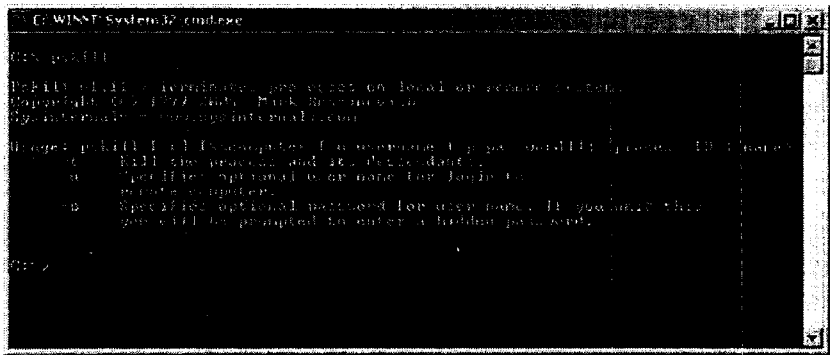 C:\WINNT\System32\cmd.exe
C:\> pskill
PsKill - Terminates processes on local or remote systems
Copyright (C) 1999 Mark Russinovich
Sysinternals - www.sysinternals.com
Usage: pskill [-t] [\\computer [-u username [-p password]]] <process ID | name>
-t Kill the process and its descendants.
-u Specifies optional user name for login to
remote computer.
-p Specifies optional password for user name. If you omit this
you will be prompted to enter a hidden password.
C:\>